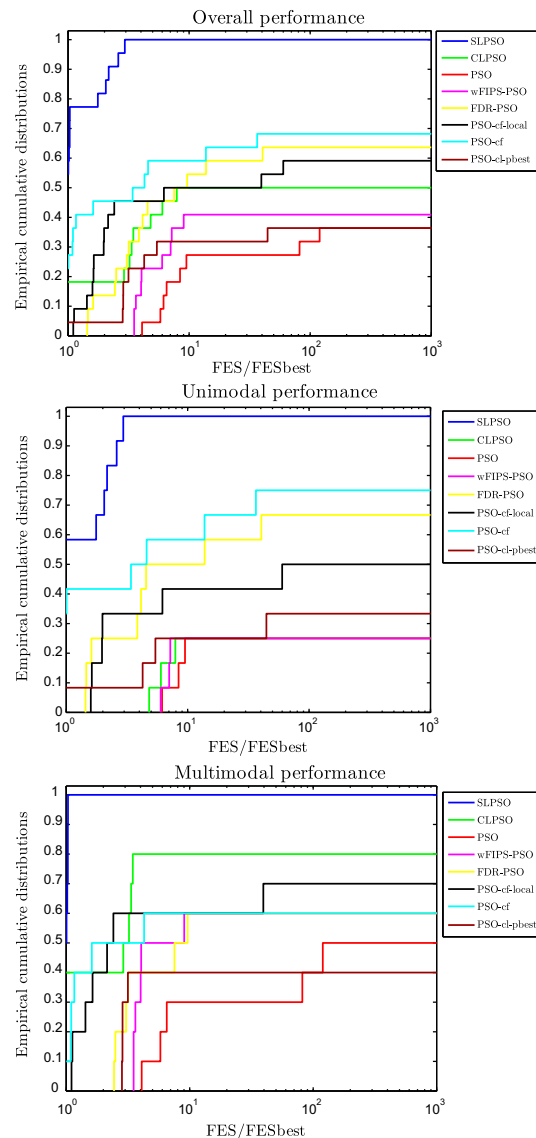 Overall performance
Empirical cumulative distributions
1
0.9
0.8
0.7
0.6
0.5
0.4
0.3
0.2
0.1
0
10^0
10^1
10^2
10^3
FES/FESbest
SLPSO
CLPSO
PSO
wFIPS-PSO
FDR-PSO
PSO-cf-local
PSO-cf
PSO-cl-pbest
Unimodal performance
Empirical cumulative distributions
1
0.9
0.8
0.7
0.6
0.5
0.4
0.3
0.2
0.1
0
10^0
10^1
10^2
10^3
FES/FESbest
SLPSO
CLPSO
PSO
wFIPS-PSO
FDR-PSO
PSO-cf-local
PSO-cf
PSO-cl-pbest
Multimodal performance
Empirical cumulative distributions
1
0.9
0.8
0.7
0.6
0.5
0.4
0.3
0.2
0.1
0
10^0
10^1
10^2
10^3
FES/FESbest
SLPSO
CLPSO
PSO
wFIPS-PSO
FDR-PSO
PSO-cf-local
PSO-cf
PSO-cl-pbest